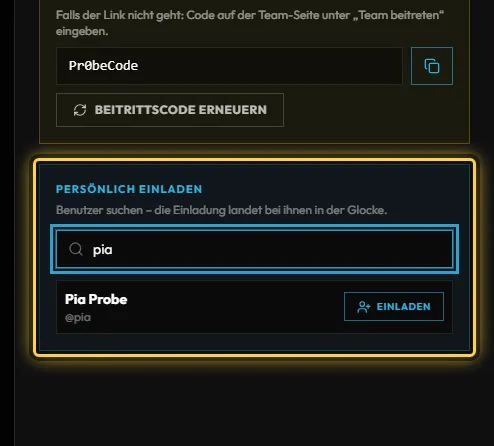 Falls der Link nicht geht: Code auf der Team-Seite unter „Team beitreten“
eingeben.
Pr0beCode
BEITRITTSCODE ERNEUERN
PERSÖNLICH EINLADEN
Benutzer suchen – die Einladung landet bei ihnen in der Glocke.
pia
Pia Probe
@pia
EINLADEN